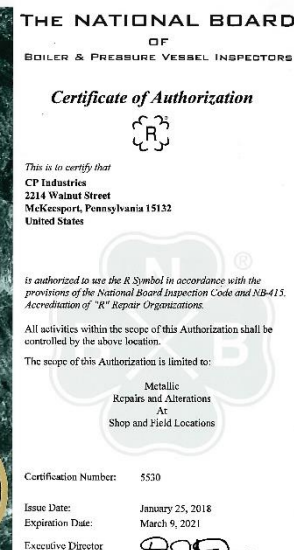 THE NATIONAL BOARD
OF
BOILER & PRESSURE VESSEL INSPECTORS
Certificate of Authorization
R
This is to certify that
CP Industries
2214 Walnut Street
McKeesport, Pennsylvania 15132
United States
is authorized to use the R Symbol in accordance with the
provisions of the National Board Inspection Code and NB-415,
Accreditation of "R" Repair Organizations.
All activities within the scope of this Authorization shall be
controlled by the above location.
The scope of this Authorization is limited to:
Metallic
Repairs and Alterations
At
Shop and Field Locations
Certification Number: 5530
Issue Date: January 25, 2018
Expiration Date: March 9, 2021
Executive Director
N
B
®